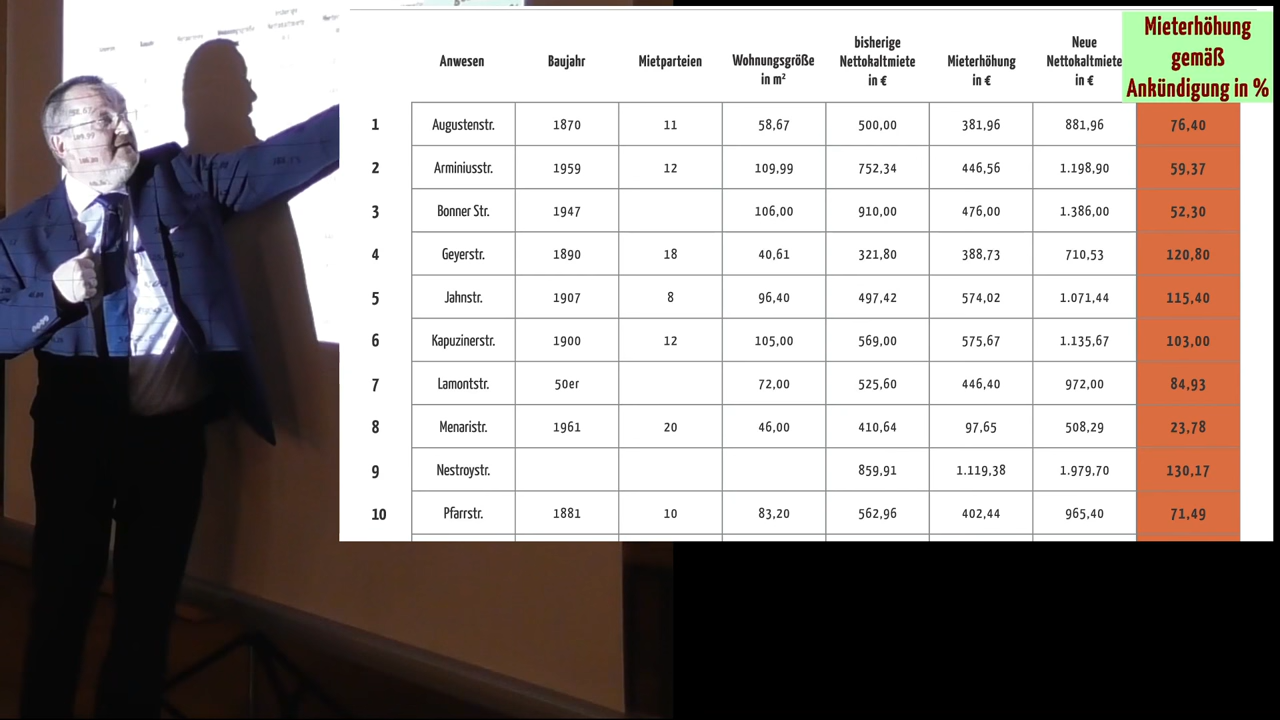 Anwesen Baujahr Mietparteien Wohnungsgröße in m² bisherige Nettokaltmiete in € Mieterhöhung in € Neue Nettokaltmiete in € Mieterhöhung gemäß Ankündigung in %
1 Augustenstr. 1870 11 58,67 500,00 381,96 881,96 76,40
2 Arminiusstr. 1959 12 109,99 752,34 446,56 1.198,90 59.37
3 Bonner Str. 1947 106,00 910,00 476,00 1.386,00 52,30
4 Geyerstr. 1890 18 40,61 321,80 388,73 710,53 120,80
5 Jahnstr. 1907 8 96,40 497,42 574,02 1.071,44 115,40
6 Kapuzinerstr. 1900 12 105,00 569,00 575,67 1.135,67 103,00
7 Lamontstr. 50er 72,00 525,60 446,40 972,00 84,93
8 Menaristr. 1961 20 46,00 410,64 97,65 508,29 23,78
9 Nestroystr. 859,91 1.119,38 1.979,70 130,17
10 Pfarrstr. 1881 10 83,20 562,96 402,44 965,40 71,49